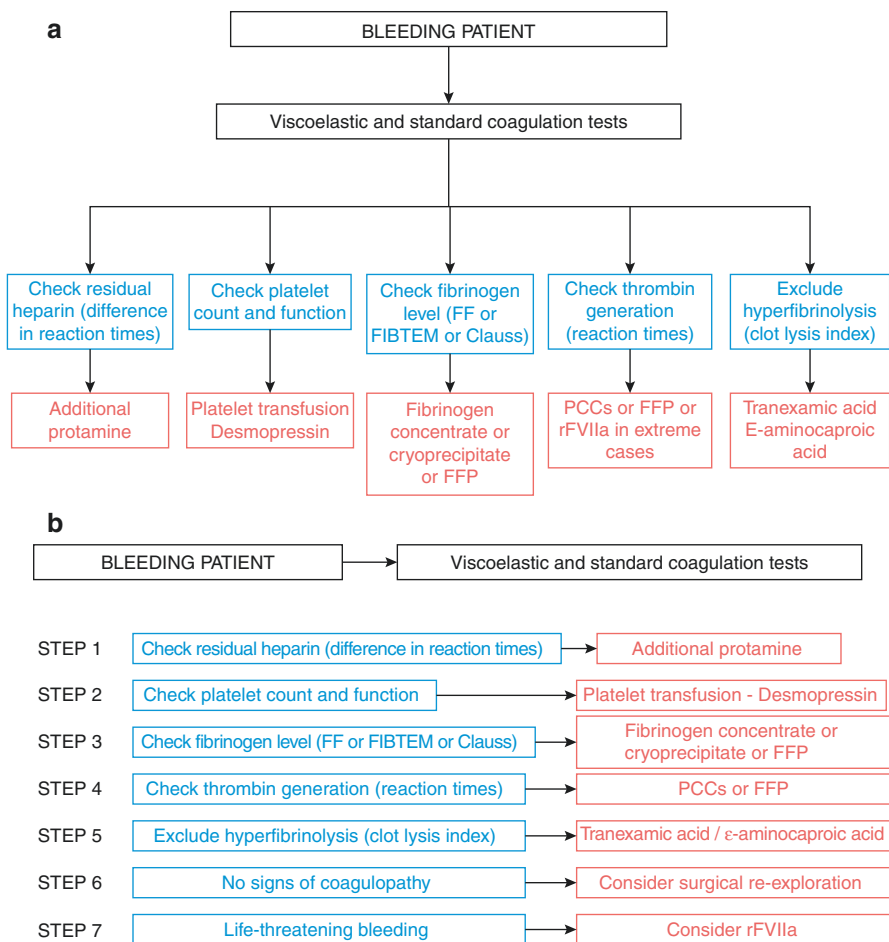 a
BLEEDING PATIENT
Viscoelastic and standard coagulation tests
Check residual
heparin (difference
in reaction times)
Check platelet
count and function
Check fibrinogen
level (FF or
FIBTEM or Clauss)
Check thrombin
generation
(reaction times)
Exclude
hyperfibrinolysis
(clot lysis index)
Additional
protamine
Platelet transfusion
Desmopressin
Fibrinogen
concentrate or
cryoprecipitate
or FFP
PCCs or FFP or
rFVIIa in extreme
cases
Tranexamic acid
E-aminocaproic
acid
b
BLEEDING PATIENT
Viscoelastic and standard coagulation tests
STEP 1
Check residual heparin (difference in reaction times)
Additional protamine
STEP 2
Check platelet count and function
Platelet transfusion - Desmopressin
STEP 3
Check fibrinogen level (FF or FIBTEM or Clauss)
Fibrinogen concentrate or
cryoprecipitate or FFP
STEP 4
Check thrombin generation (reaction times)
PCCs or FFP
STEP 5
Exclude hyperfibrinolysis (clot lysis index)
Tranexamic acid / ε-aminocaproic acid
STEP 6
No signs of coagulopathy
Consider surgical re-exploration
STEP 7
Life-threatening bleeding
Consider rFVIIa